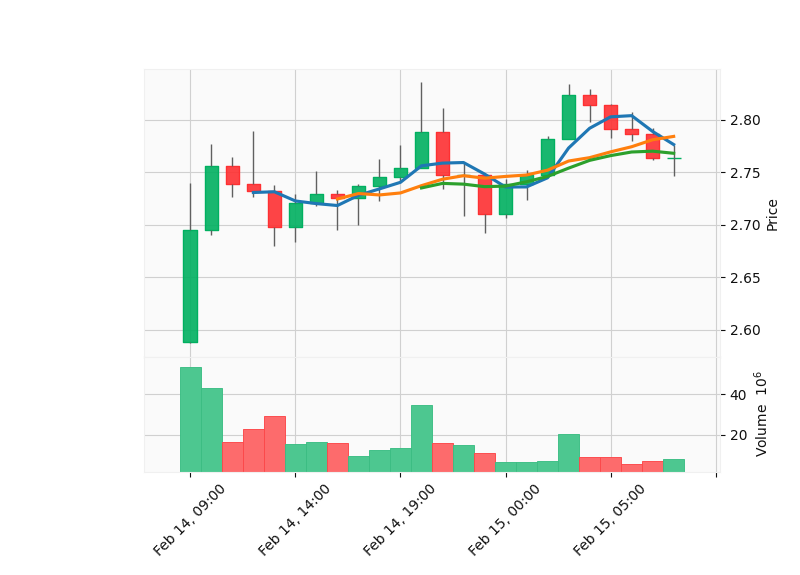 2.80
2.75
2.70
2.65
2.60
Price
40
20
Volume 10^6
Feb 14, 09:00
Feb 14, 14:00
Feb 14, 19:00
Feb 15, 00:00
Feb 15, 05:00